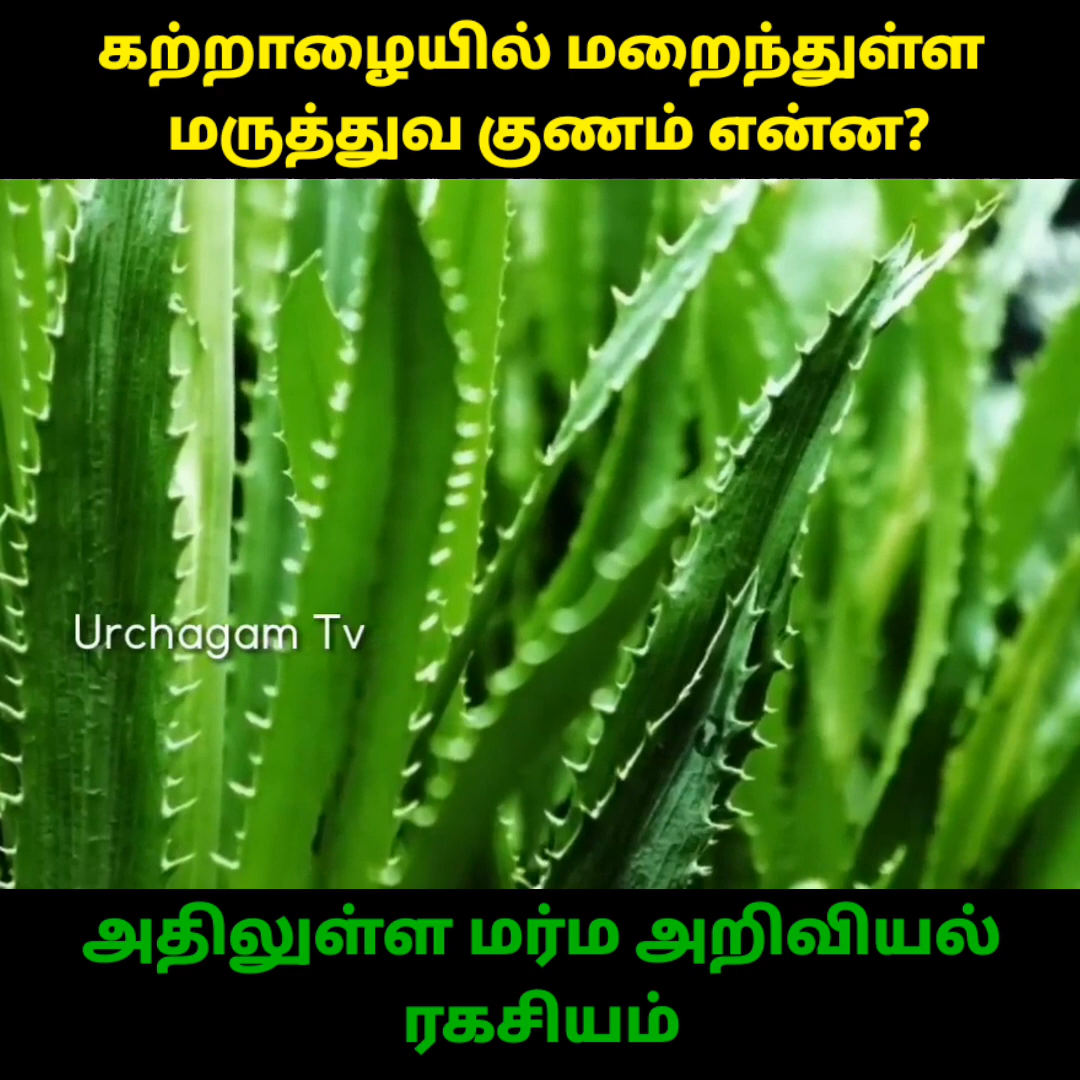 கற்றாழையில் மறைந்துள்ள
மருத்துவ குணம் என்ன?
Urchagam Tv
அதிலுள்ள மர்ம அறிவியல்
ரகசியம்